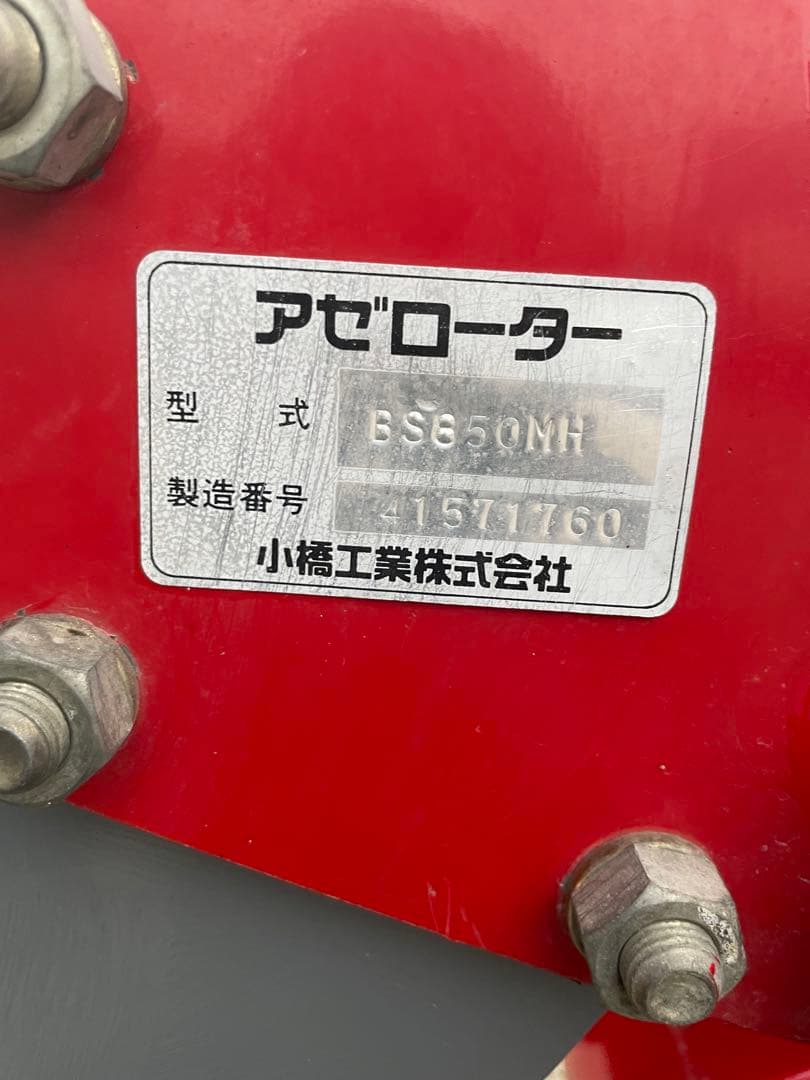 アゼローター
型 式 BS850MH
製造番号 41571760
小橋工業株式会社